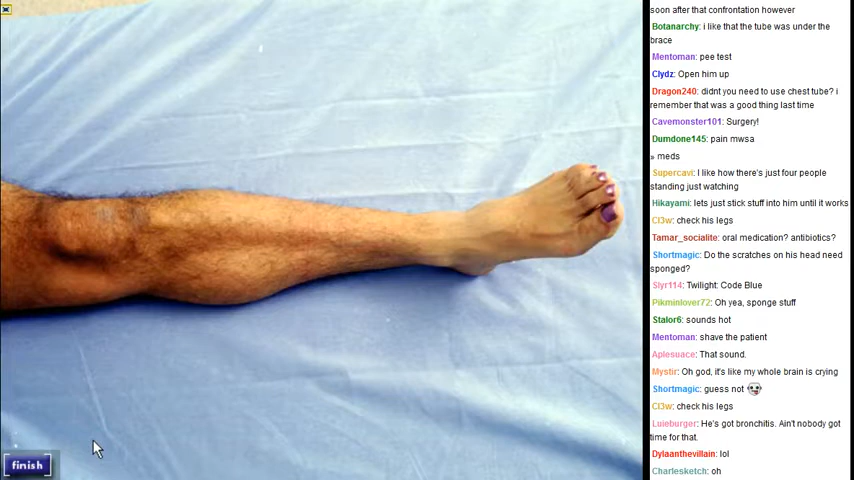 soon after that confrontation however
Botanarchy: i like that the tube was under the
brace
Mentoman: pee test
Clydz: Open him up
Dragon240: didnt you need to use chest tube? i
remember that was a good thing last time
Cavemonster101: Surgery!
Dumdone145: pain mwsa
» meds
Supercavi: I like how there's just four people
standing just watching
Hikayami: lets just stick stuff into him until it works
Cl3w: check his legs
Tamar_socialite: oral medication? antibiotics?
Shortmagic: Do the scratches on his head need
sponged?
Slyr114: Twilight: Code Blue
Pikminlover72: Oh yea, sponge stuff
Stalor6: sounds hot
Mentoman: shave the patient
Aplesuace: That sound.
Mystir: Oh god, it's like my whole brain is crying
Shortmagic: guess not
Cl3w: check his legs
Luieburger: He's got bronchitis. Ain't nobody got
time for that.
Dylaanthevillain: lol
Charlesketch: oh
finish